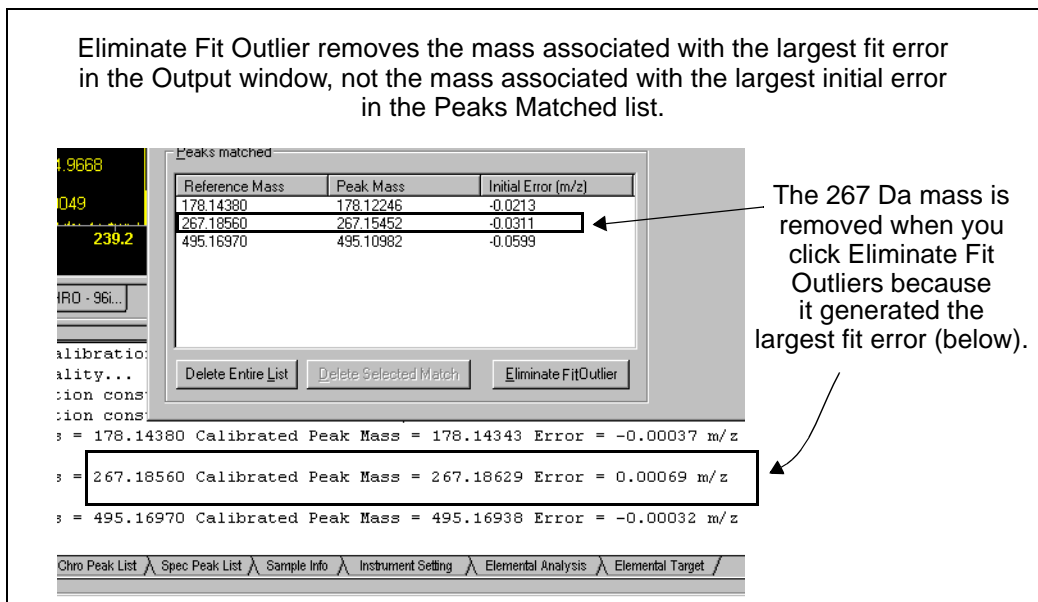 Eliminate Fit Outlier removes the mass associated with the largest fit error
in the Output window, not the mass associated with the largest initial error
in the Peaks Matched list.
4.9668
0049
239.2
Peaks matched
Reference Mass Peak Mass Initial Error (m/z)
178.14380 178.12246 -0.0213
267.18560 267.15452 -0.0311
495.16970 495.10982 -0.0599
The 267 Da mass is
removed when you
click Eliminate Fit
Outliers because
it generated the
largest fit error (below).
HRO - 96i...
Delete Entire List Delete Selected Match Eliminate FitOutlier
alibratio
ality...
tion cons
tion cons
s = 178.14380 Calibrated Peak Mass = 178.14343 Error = -0.00037 m/z
s = 267.18560 Calibrated Peak Mass = 267.18629 Error = 0.00069 m/z
s = 495.16970 Calibrated Peak Mass = 495.16938 Error = -0.00032 m/z
Chro Peak List Spec Peak List Sample Info Instrument Setting Elemental Analysis Elemental Target